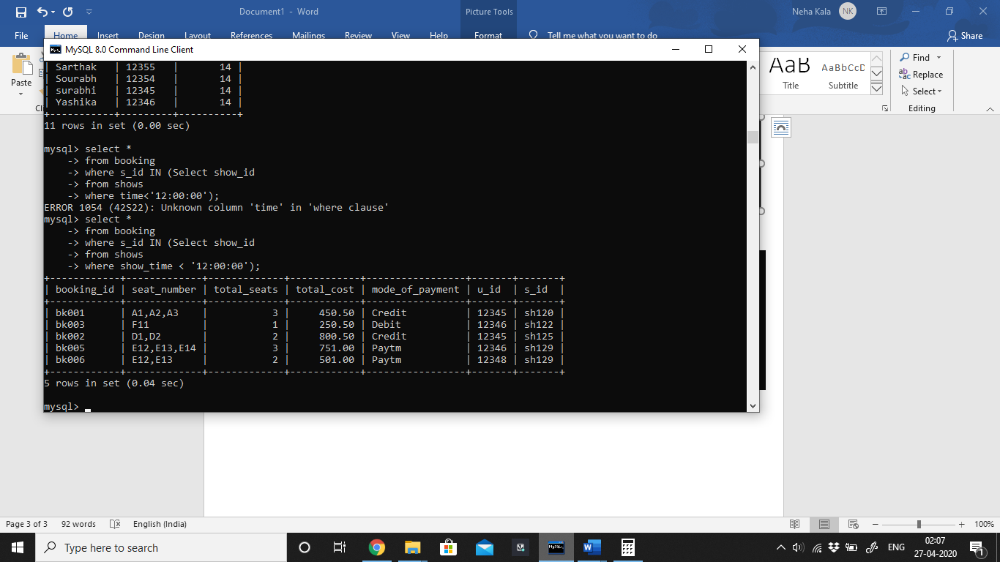 Document1 - Word
Picture Tools
Neha Kala
NK
File
Home
Insert
Design
Layout
References
Mailings
Review
View
Help
Format
Tell me what you want to do
Share
MySQL 8.0 Command Line Client
Paste
AaB
AaBbCcD
Title
Subtitle
Find
Replace
Select
Editing
| Sarthak | 12355 | 14 |
| Sourabh | 12354 | 14 |
| surabhi | 12345 | 14 |
| Yashika | 12346 | 14 |
+-----------+---------+-----------+
11 rows in set (0.00 sec)
mysql> select *
-> from booking
-> where s_id IN (Select show_id
-> from shows
-> where time<'12:00:00');
ERROR 1054 (42S22): Unknown column 'time' in 'where clause'
mysql> select *
-> from booking
-> where s_id IN (Select show_id
-> from shows
-> where show_time < '12:00:00');
+------------+-------------+-------------+------------+-----------------+-------+-------+
| booking_id | seat_number | total_seats | total_cost | mode_of_payment | u_id | s_id |
+------------+-------------+-------------+------------+-----------------+-------+-------+
| bk001 | A1,A2,A3 | 3 | 450.50 | Credit | 12345 | sh120 |
| bk003 | F11 | 1 | 250.50 | Debit | 12346 | sh122 |
| bk002 | D1,D2 | 2 | 800.50 | Credit | 12345 | sh125 |
| bk005 | E12,E13,E14 | 3 | 751.00 | Paytm | 12346 | sh129 |
| bk006 | E12,E13 | 2 | 501.00 | Paytm | 12348 | sh129 |
+------------+-------------+-------------+------------+-----------------+-------+-------+
5 rows in set (0.04 sec)
mysql>
Page 3 of 3 92 words English (India)
100%
Type here to search
ENG
02:07
27-04-2020
1